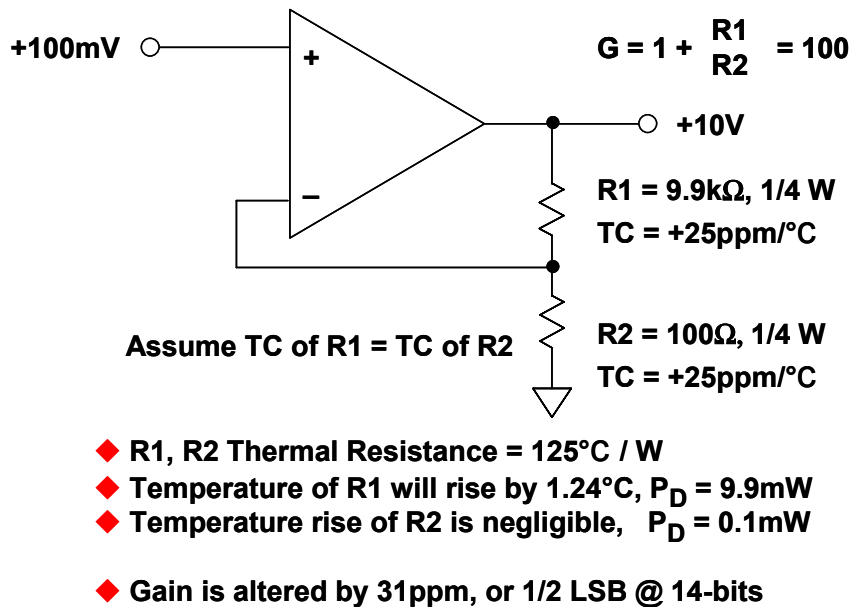 +100mV
+
−
G = 1 + R1/R2 = 100
+10V
R1 = 9.9kΩ, 1/4 W
TC = +25ppm/°C
Assume TC of R1 = TC of R2
R2 = 100Ω, 1/4 W
TC = +25ppm/°C
R1, R2 Thermal Resistance = 125°C / W
Temperature of R1 will rise by 1.24°C, PD = 9.9mW
Temperature rise of R2 is negligible, PD = 0.1mW
Gain is altered by 31ppm, or 1/2 LSB @ 14-bits